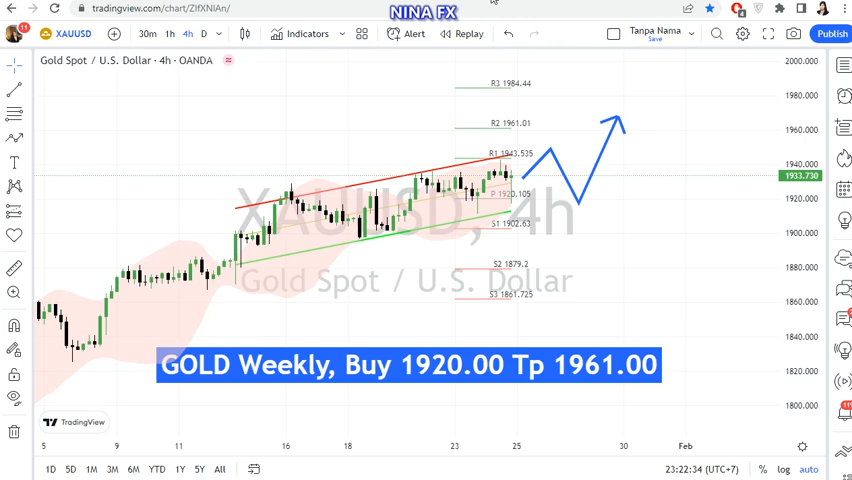 tradingview.com/chart/ZIfXNIAn/
NINA FX
11
XAUUSD
30m 1h 4h D
Indicators
Alert
Replay
Tanpa Nama
Save
Publish
Gold Spot / U.S. Dollar · 4h · OANDA
XAUUSD, 4h
Gold Spot / U.S. Dollar
R3 1984.44
R2 1961.01
R1 1943.535
P 1920.105
S1 1902.63
S2 1879.2
S3 1861.725
2000.000
1980.000
1960.000
1940.000
1933.730
1920.000
1900.000
1880.000
1860.000
1840.000
1820.000
1800.000
GOLD Weekly, Buy 1920.00 Tp 1961.00
TradingView
5 9 11 16 18 23 25 30 Feb
1D 5D 1M 3M 6M YTD 1Y 5Y All
23:22:34 (UTC+7)
% log auto